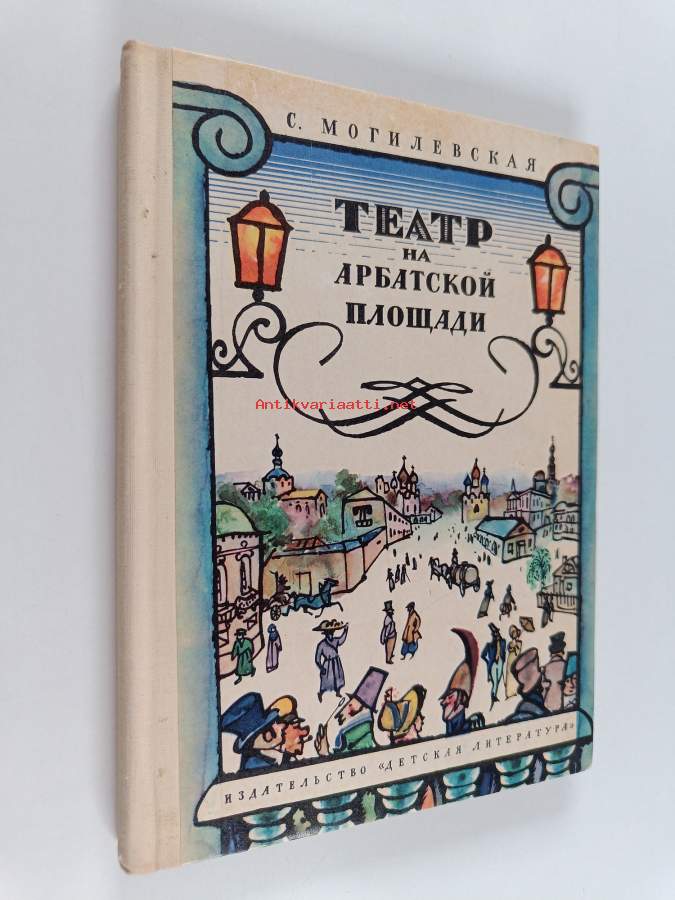 С. МОГИЛЕВСКАЯ
ТЕАТР
НА
АРБАТСКОЙ
ПЛОЩАДИ
Antikvariaatti.net
ИЗДАТЕЛЬСТВО «ДЕТСКАЯ ЛИТЕРАТУРА»